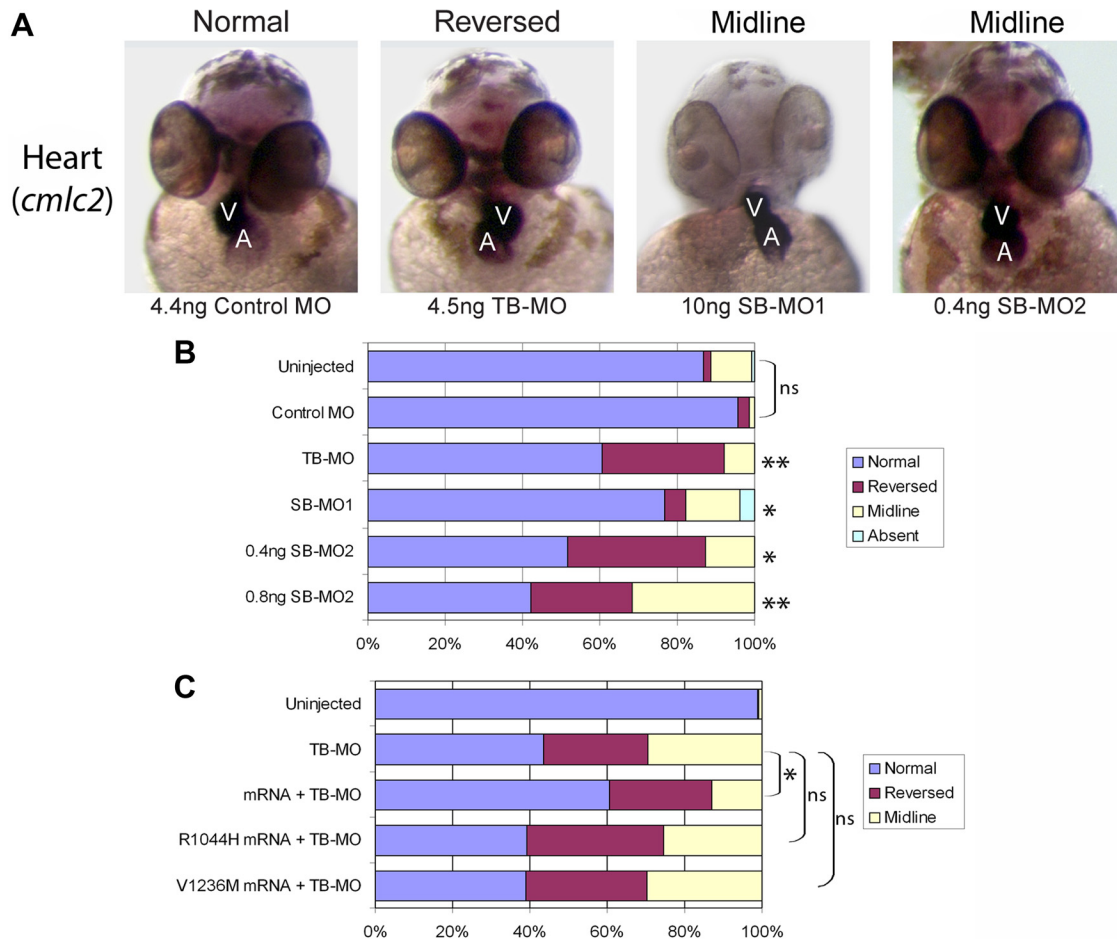 A
Normal
Reversed
Midline
Midline
Heart
(cmlc2)
V
A
V
A
V
A
V
A
4.4ng Control MO
4.5ng TB-MO
10ng SB-MO1
0.4ng SB-MO2
B
Uninjected
Control MO
TB-MO
SB-MO1
0.4ng SB-MO2
0.8ng SB-MO2
ns
**
*
*
**
Normal
Reversed
Midline
Absent
0% 20% 40% 60% 80% 100%
C
Uninjected
TB-MO
mRNA + TB-MO
R1044H mRNA + TB-MO
V1236M mRNA + TB-MO
*
ns
ns
Normal
Reversed
Midline
0% 20% 40% 60% 80% 100%